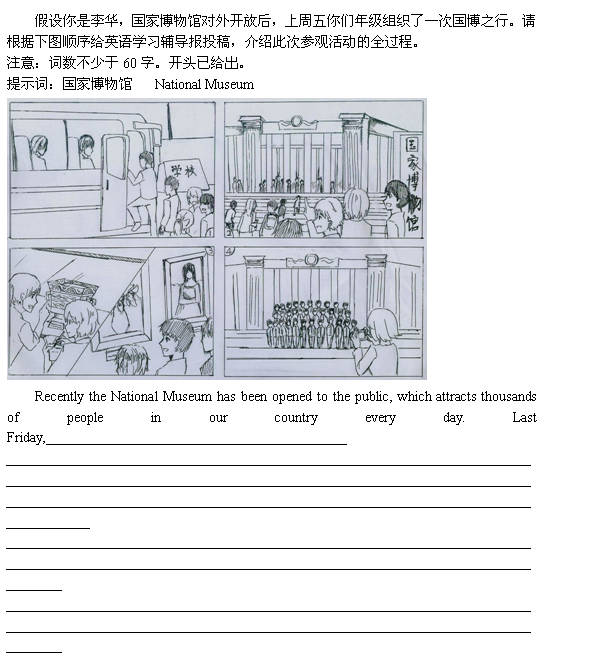 假设你是李华，国家博物馆对外开放后，上周五你们年级组织了一次国博之行。请
根据下图顺序给英语学习辅导报投稿，介绍此次参观活动的全过程。
注意：词数不少于 60 字。开头已给出。
提示词：国家博物馆 National Museum
学校
国家博物馆
④
Recently the National Museum has been opened to the public, which attracts thousands
of people in our country every day. Last
Friday,